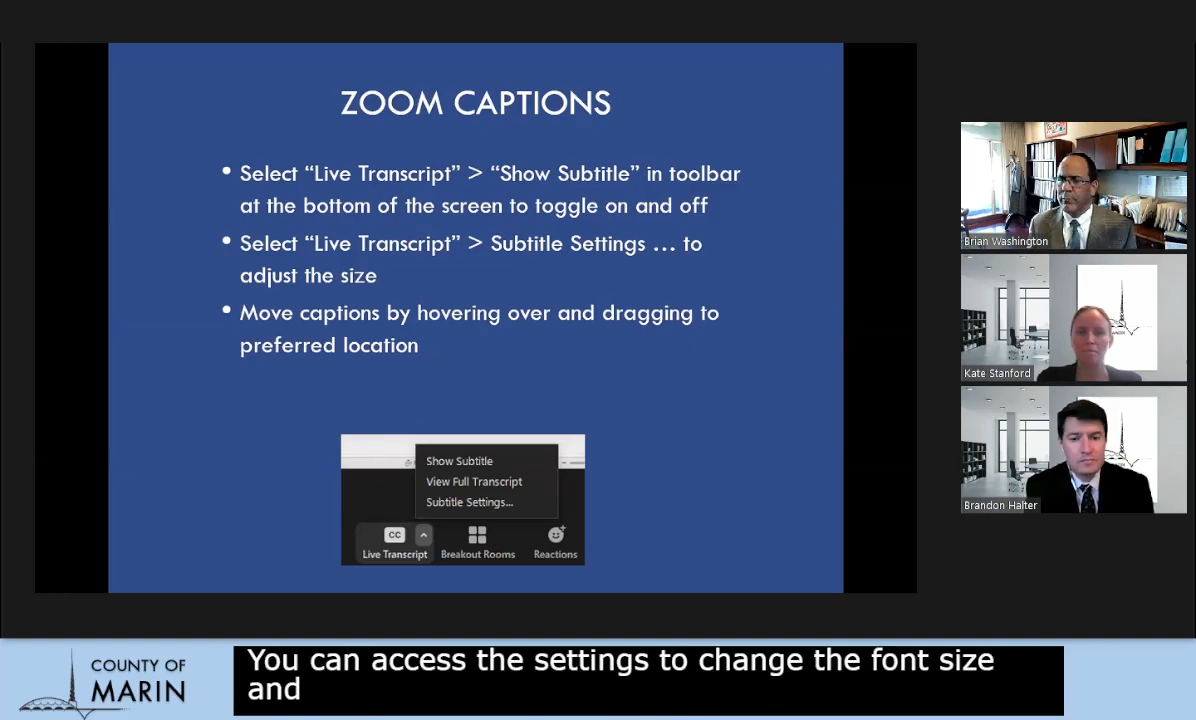 ZOOM CAPTIONS
• Select “Live Transcript” > “Show Subtitle” in toolbar
at the bottom of the screen to toggle on and off
• Select “Live Transcript” > Subtitle Settings … to
adjust the size
• Move captions by hovering over and dragging to
preferred location
Show Subtitle
View Full Transcript
Subtitle Settings...
CC
Live Transcript
Breakout Rooms
Reactions
Brian Washington
Kate Stanford
Brandon Halter
COUNTY OF
MARIN
You can access the settings to change the font size
and